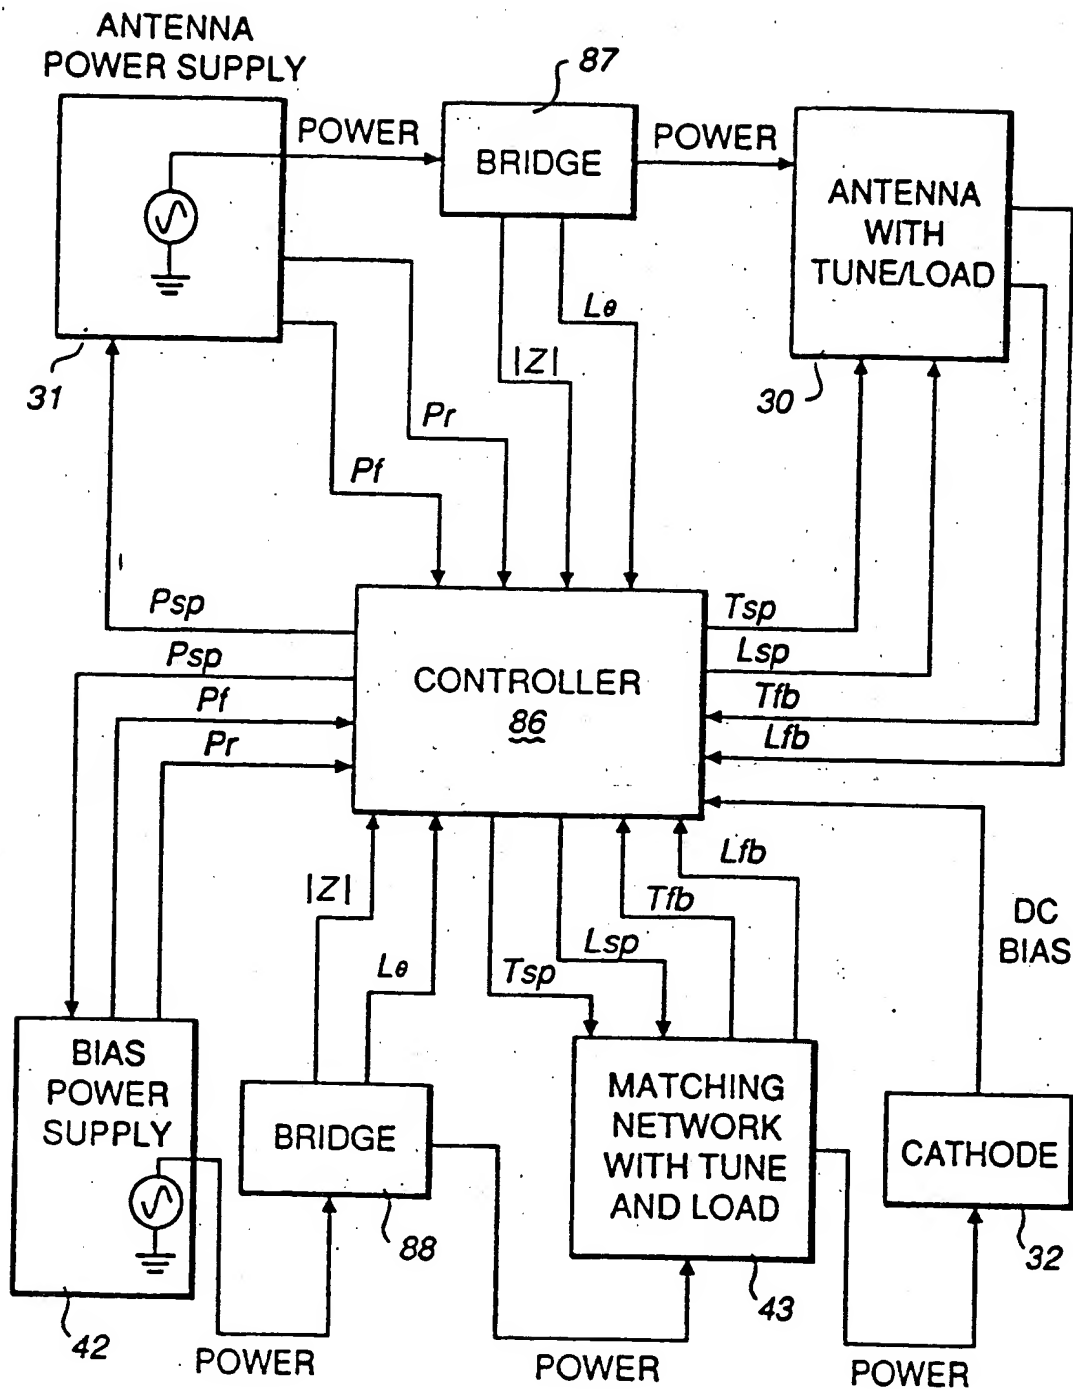 ANTENNA
POWER SUPPLY
87
POWER
BRIDGE
POWER
ANTENNA
WITH
TUNE/LOAD
31
30
Lθ
|Z|
Pr
Pf
Psp
Psp
Pf
Pr
CONTROLLER
86
Tsp
Lsp
Tfb
Lfb
|Z|
Lθ
Tsp
Lsp
Tfb
Lfb
DC
BIAS
BIAS
POWER
SUPPLY
BRIDGE
MATCHING
NETWORK
WITH TUNE
AND LOAD
CATHODE
42
88
43
32
POWER
POWER
POWER